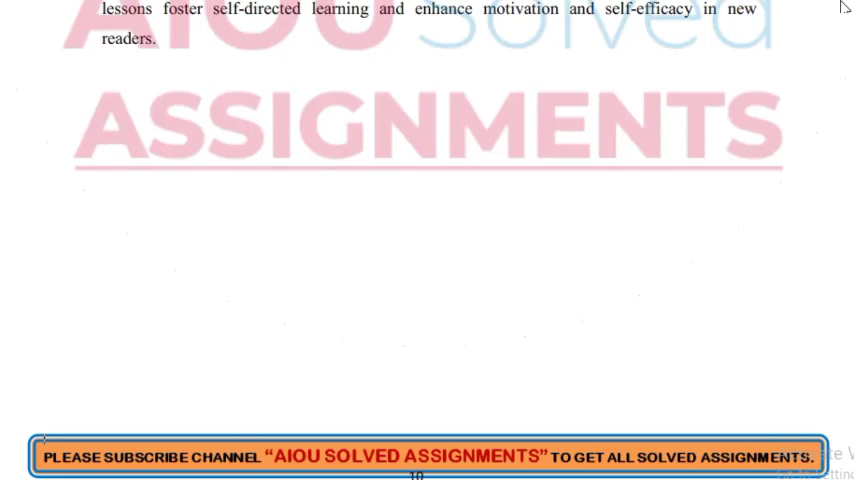 lessons foster self-directed learning and enhance motivation and self-efficacy in new
readers.
AIOU Solved
ASSIGNMENTS
PLEASE SUBSCRIBE CHANNEL "AIOU SOLVED ASSIGNMENTS" TO GET ALL SOLVED ASSIGNMENTS.
10